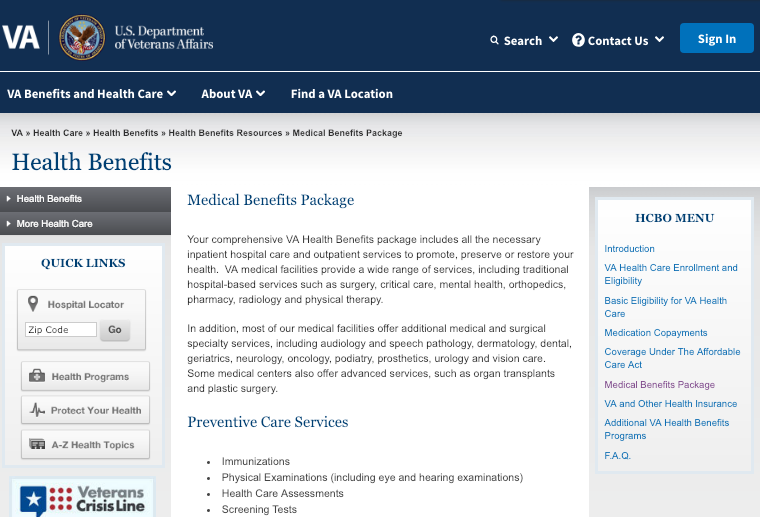 VA
U.S. Department
of Veterans Affairs
Search
Contact Us
Sign In
VA Benefits and Health Care
About VA
Find a VA Location
VA » Health Care » Health Benefits » Health Benefits Resources » Medical Benefits Package
Health Benefits
Health Benefits
More Health Care
QUICK LINKS
Hospital Locator
Zip Code
Go
Health Programs
Protect Your Health
A-Z Health Topics
Veterans
Crisis Line
Medical Benefits Package
Your comprehensive VA Health Benefits package includes all the necessary
inpatient hospital care and outpatient services to promote, preserve or restore your
health.  VA medical facilities provide a wide range of services, including traditional
hospital-based services such as surgery, critical care, mental health, orthopedics,
pharmacy, radiology and physical therapy.
In addition, most of our medical facilities offer additional medical and surgical
specialty services, including audiology and speech pathology, dermatology, dental,
geriatrics, neurology, oncology, podiatry, prosthetics, urology and vision care.
Some medical centers also offer advanced services, such as organ transplants
and plastic surgery.
Preventive Care Services
• Immunizations
• Physical Examinations (including eye and hearing examinations)
• Health Care Assessments
• Screening Tests
HCBO MENU
Introduction
VA Health Care Enrollment and
Eligibility
Basic Eligibility for VA Health
Care
Medication Copayments
Coverage Under The Affordable
Care Act
Medical Benefits Package
VA and Other Health Insurance
Additional VA Health Benefits
Programs
F.A.Q.